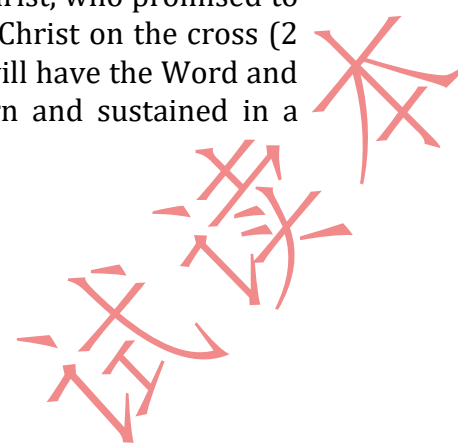 hrist, who promised to
Christ on the cross (2
ill have the Word and
n and sustained in a
试读本